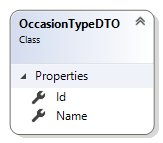 OccasionTypeDTO
Class
Properties
Id
Name